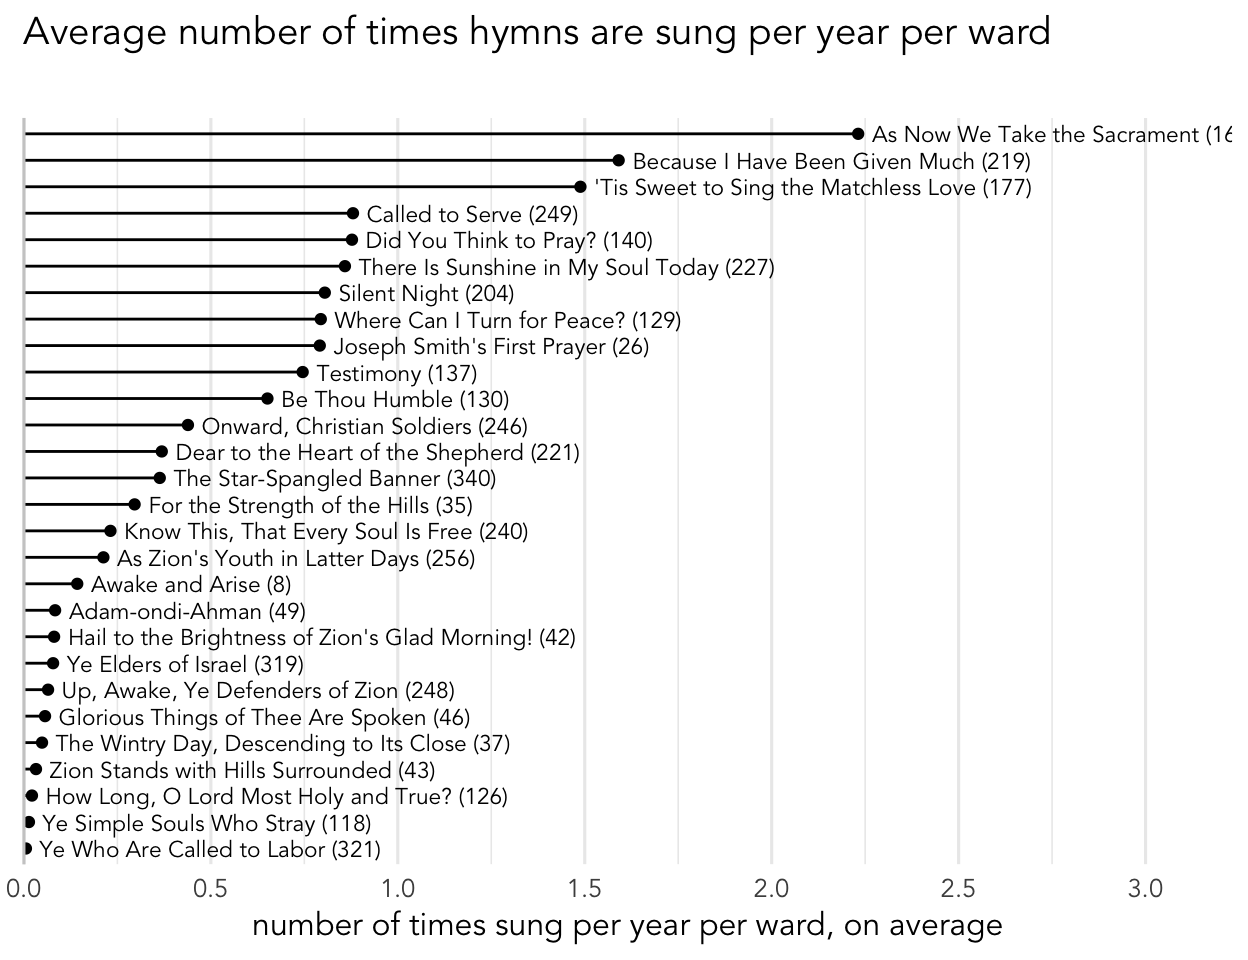 Average number of times hymns are sung per year per ward
As Now We Take the Sacrament (16
Because I Have Been Given Much (219)
'Tis Sweet to Sing the Matchless Love (177)
Called to Serve (249)
Did You Think to Pray? (140)
There Is Sunshine in My Soul Today (227)
Silent Night (204)
Where Can I Turn for Peace? (129)
Joseph Smith's First Prayer (26)
Testimony (137)
Be Thou Humble (130)
Onward, Christian Soldiers (246)
Dear to the Heart of the Shepherd (221)
The Star-Spangled Banner (340)
For the Strength of the Hills (35)
Know This, That Every Soul Is Free (240)
As Zion's Youth in Latter Days (256)
Awake and Arise (8)
Adam-ondi-Ahman (49)
Hail to the Brightness of Zion's Glad Morning! (42)
Ye Elders of Israel (319)
Up, Awake, Ye Defenders of Zion (248)
Glorious Things of Thee Are Spoken (46)
The Wintry Day, Descending to Its Close (37)
Zion Stands with Hills Surrounded (43)
How Long, O Lord Most Holy and True? (126)
Ye Simple Souls Who Stray (118)
Ye Who Are Called to Labor (321)
0.0 0.5 1.0 1.5 2.0 2.5 3.0
number of times sung per year per ward, on average